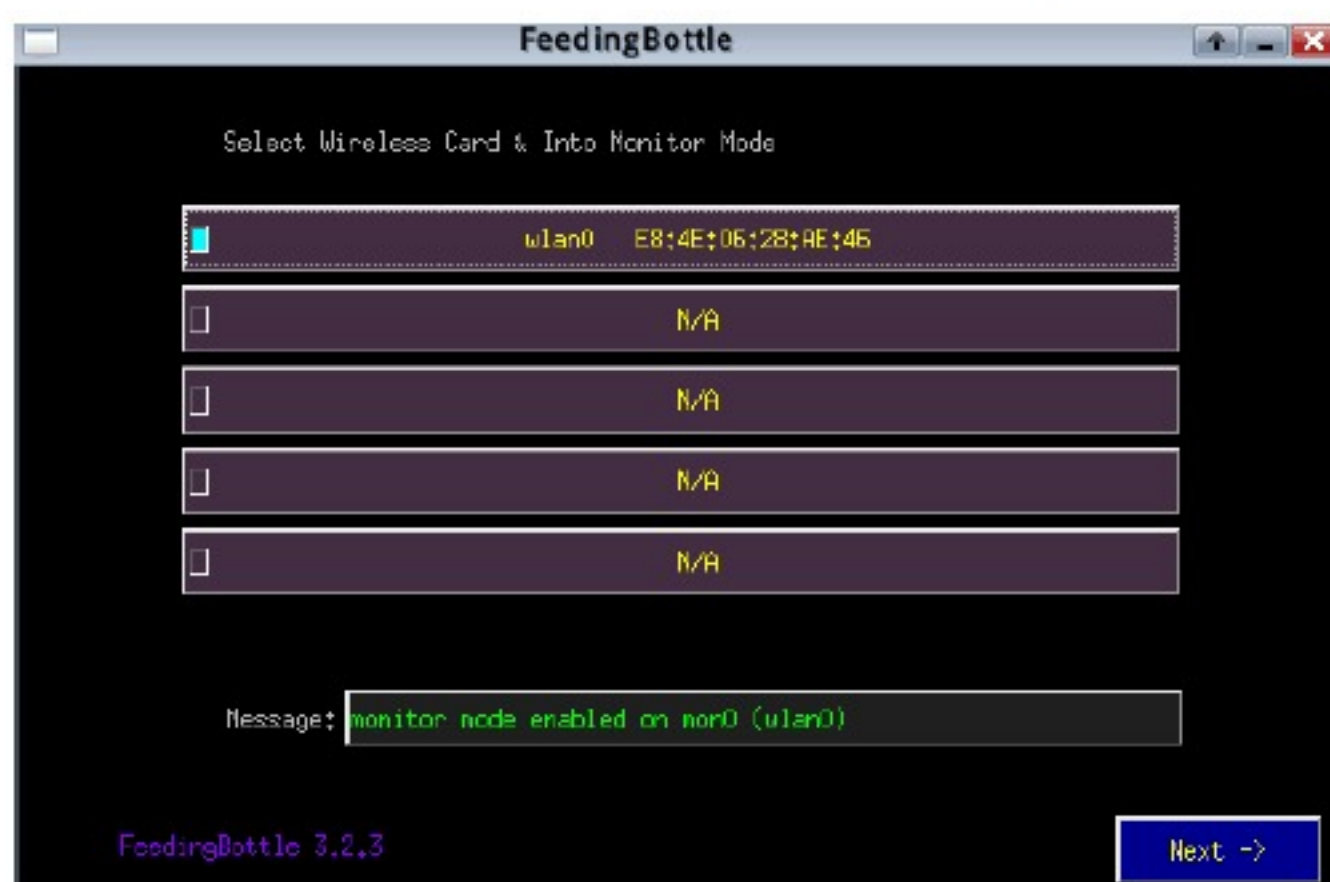 FeedingBottle
Select Wireless Card & Into Monitor Mode
wlan0 E8:4E:06:28:AE:46
N/A
N/A
N/A
N/A
Message: monitor mode enabled on mon0 (wlan0)
FeedingBottle 3.2.3
Next ->